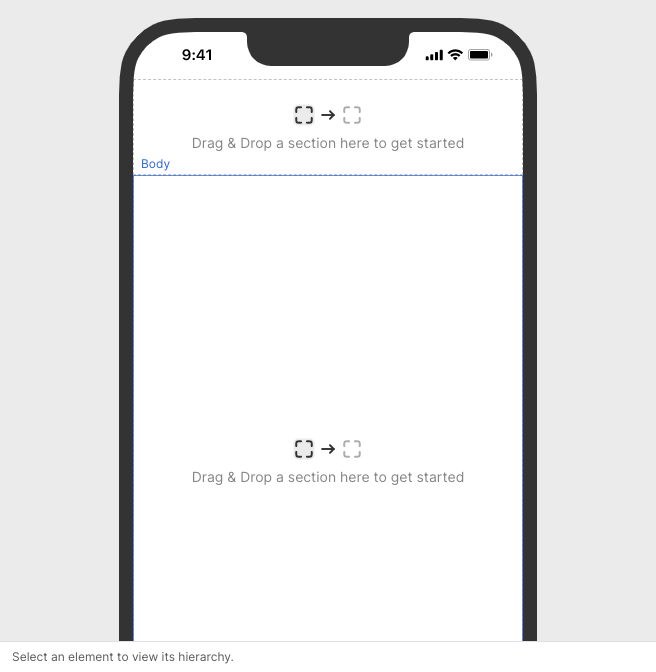 9:41
Drag & Drop a section here to get started
Body
Drag & Drop a section here to get started
Select an element to view its hierarchy.